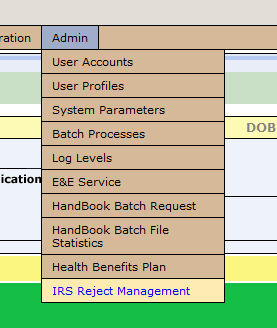 ration Admin
User Accounts
User Profiles
System Parameters
Batch Processes
DOB
Log Levels
E&E Service
ication
HandBook Batch Request
HandBook Batch File
Statistics
Health Benefits Plan
IRS Reject Management